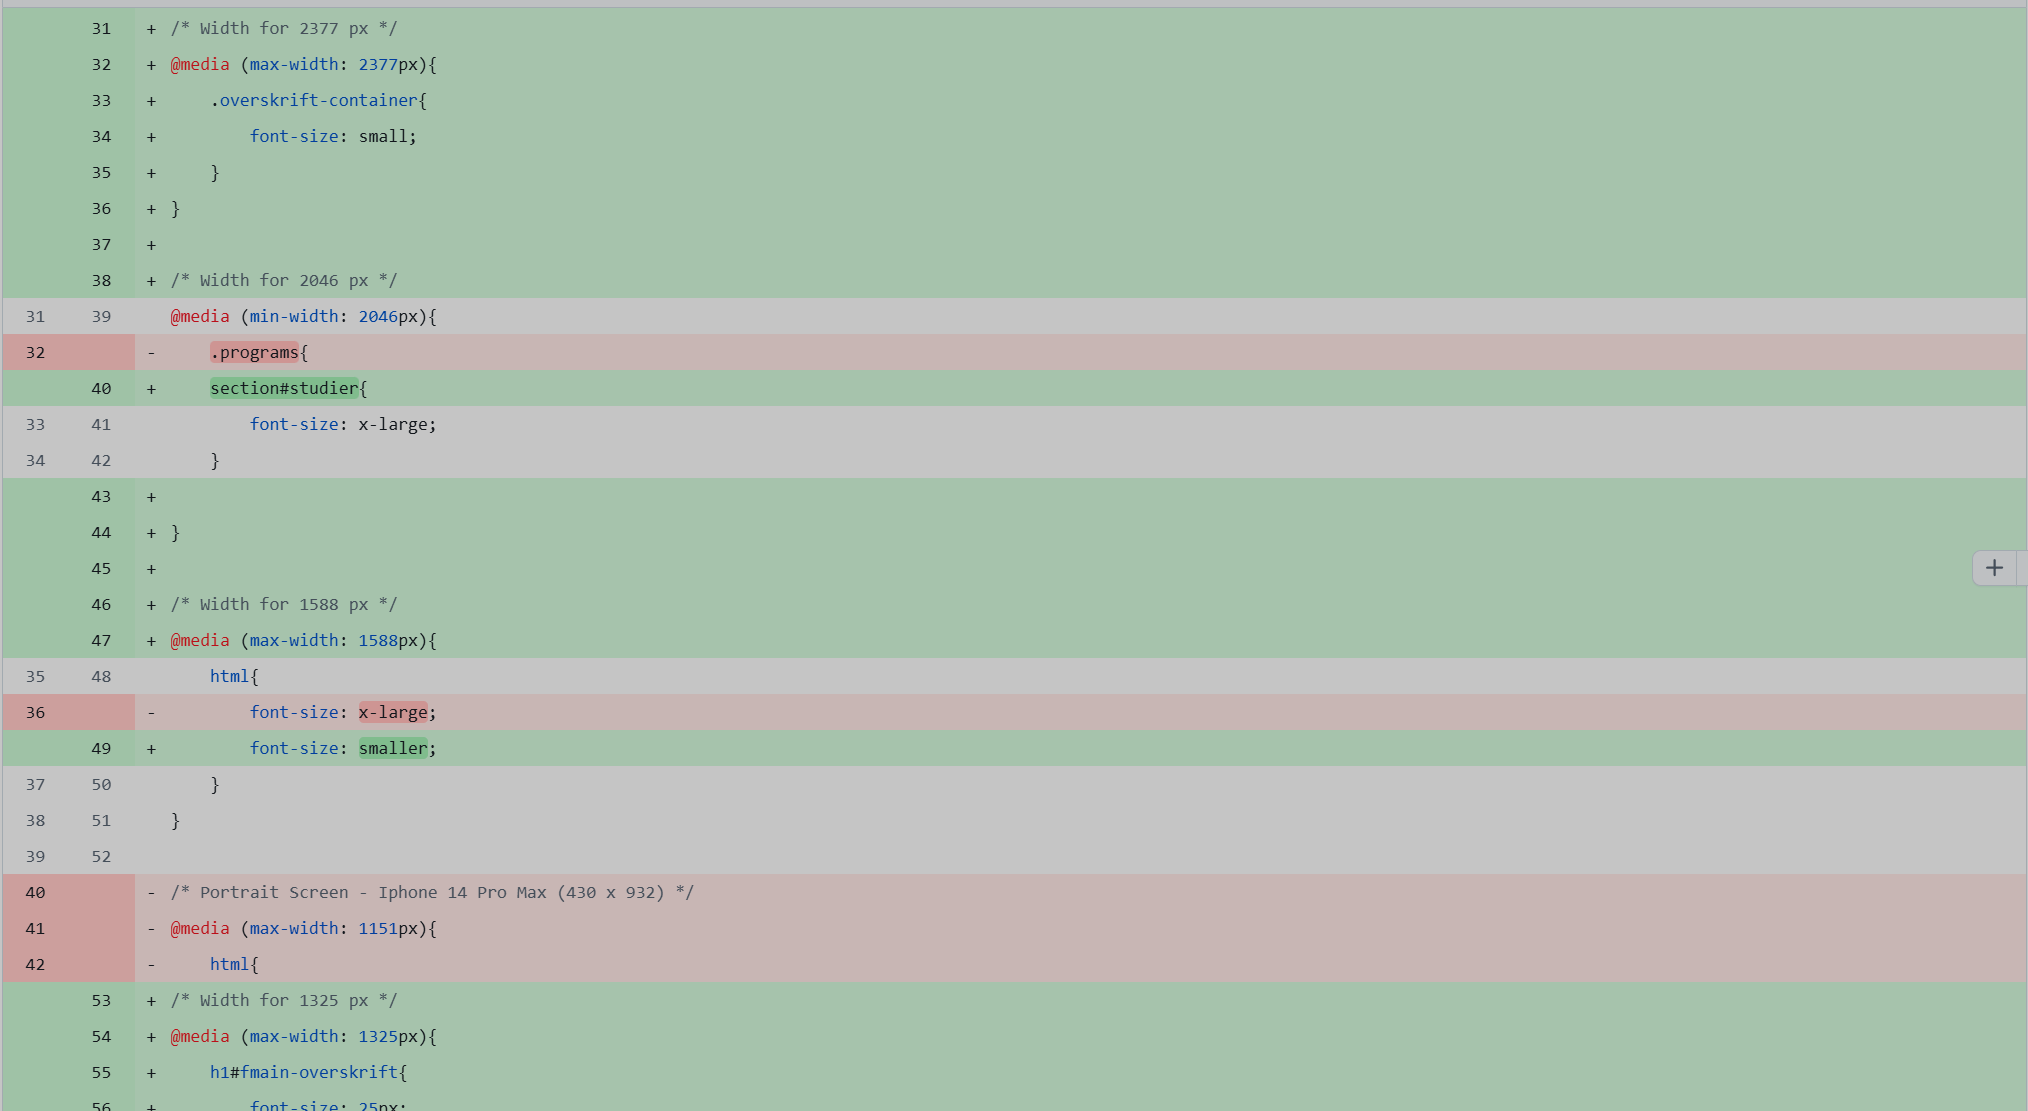 31 + /* Width for 2377 px */
32 + @media (max-width: 2377px){
33 + .overskrift-container{
34 + font-size: small;
35 + }
36 + }
37 +
38 + /* Width for 2046 px */
31 39 @media (min-width: 2046px){
32 - .programs{
40 + section#studier{
33 41 font-size: x-large;
34 42 }
43 +
44 + }
45 +
46 + /* Width for 1588 px */
47 + @media (max-width: 1588px){
35 48 html{
36 - font-size: x-large;
49 + font-size: smaller;
37 50 }
38 51 }
39 52
40 - /* Portrait Screen - Iphone 14 Pro Max (430 x 932) */
41 - @media (max-width: 1151px){
42 - html{
53 + /* Width for 1325 px */
54 + @media (max-width: 1325px){
55 + h1#fmain-overskrift{
56 + font-size: 25px;